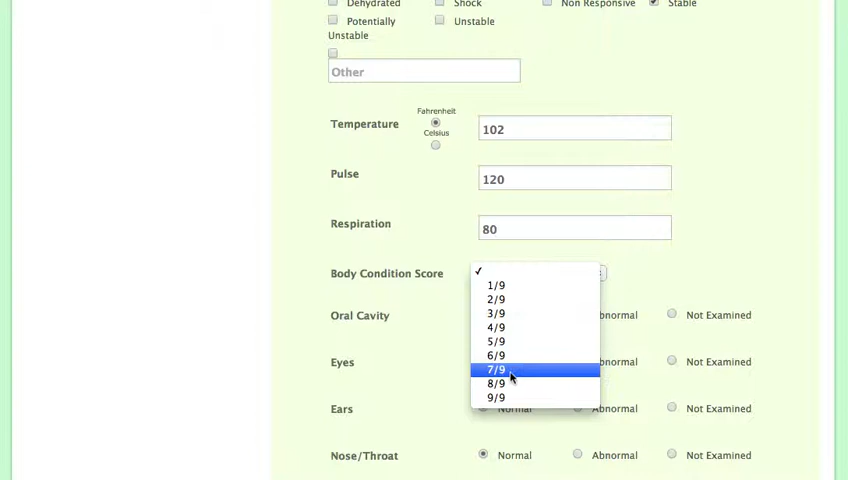 Dehydrated Shock Non Responsive Stable
Potentially Unstable
Unstable
Other
Fahrenheit
Temperature 102
Celsius
Pulse 120
Respiration 80
Body Condition Score
1/9
2/9
3/9
Oral Cavity bnormal Not Examined
4/9
5/9
6/9
Eyes bnormal Not Examined
7/9
8/9
9/9
Ears Normal Abnormal Not Examined
Nose/Throat Normal Abnormal Not Examined